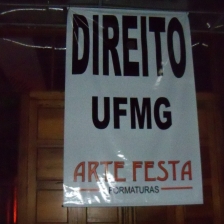 DIREITO
UFMG
ARTE FESTA
FORMATURAS